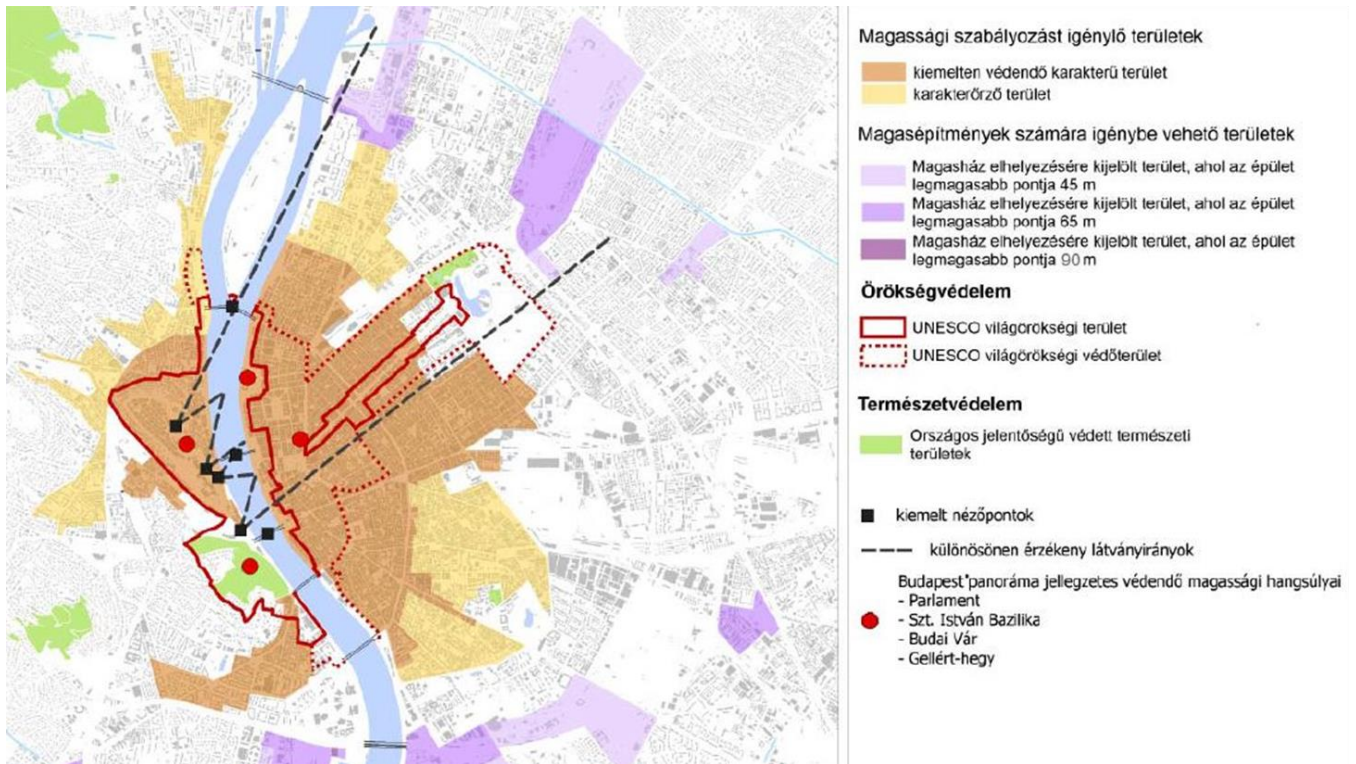 Magassági szabályozást igénylő területek
kiemelten védendő karakterű terület
karakterőrző terület
Magasépítmények számára igénybe vehető területek
Magasház elhelyezésére kijelölt terület, ahol az épület
legmagasabb pontja 45 m
Magasház elhelyezésére kijelölt terület, ahol az épület
legmagasabb pontja 65 m
Magasház elhelyezésére kijelölt terület, ahol az épület
legmagasabb pontja 90 m
Örökségvédelem
UNESCO világörökségi terület
UNESCO világörökségi védőterület
Természetvédelem
Országos jelentőségű védett természeti
területek
kiemelt nézőpontok
különösönen érzékeny látványirányok
Budapest panoráma jellegzetes védendő magassági hangsúlyai
- Parlament
- Szt. István Bazilika
- Budai Vár
- Gellért-hegy